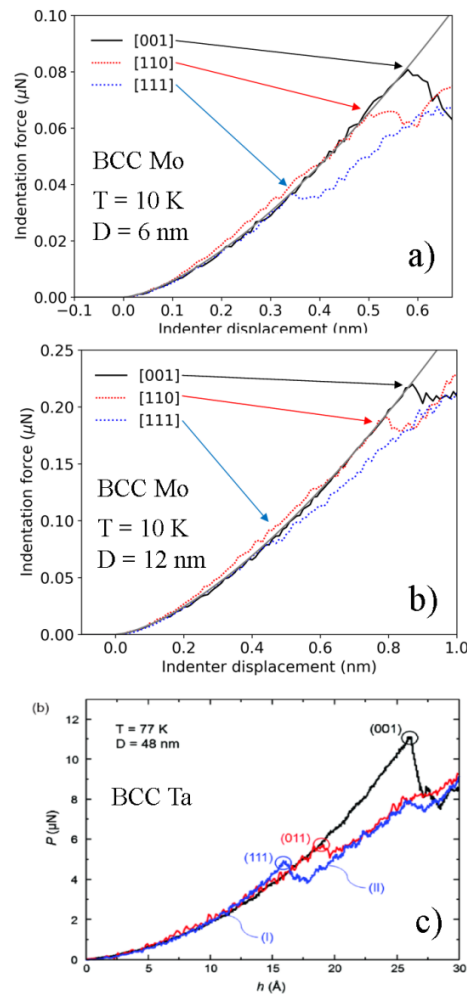 0.10
0.08
0.06
0.04
0.02
0.00
Indentation force (μN)
[001]
[110]
[111]
BCC Mo
T = 10 K
D = 6 nm
a)
−0.1 0.0 0.1 0.2 0.3 0.4 0.5 0.6
Indenter displacement (nm)
0.25
0.20
0.15
0.10
0.05
0.00
Indentation force (μN)
[001]
[110]
[111]
BCC Mo
T = 10 K
D = 12 nm
b)
0.0 0.2 0.4 0.6 0.8 1.0
Indenter displacement (nm)
(b)
12
10
8
6
4
2
0
P (μN)
T = 77 K
D = 48 nm
BCC Ta
(001)
(011)
(111)
(II)
(I)
c)
0 5 10 15 20 25 30
h (Å)